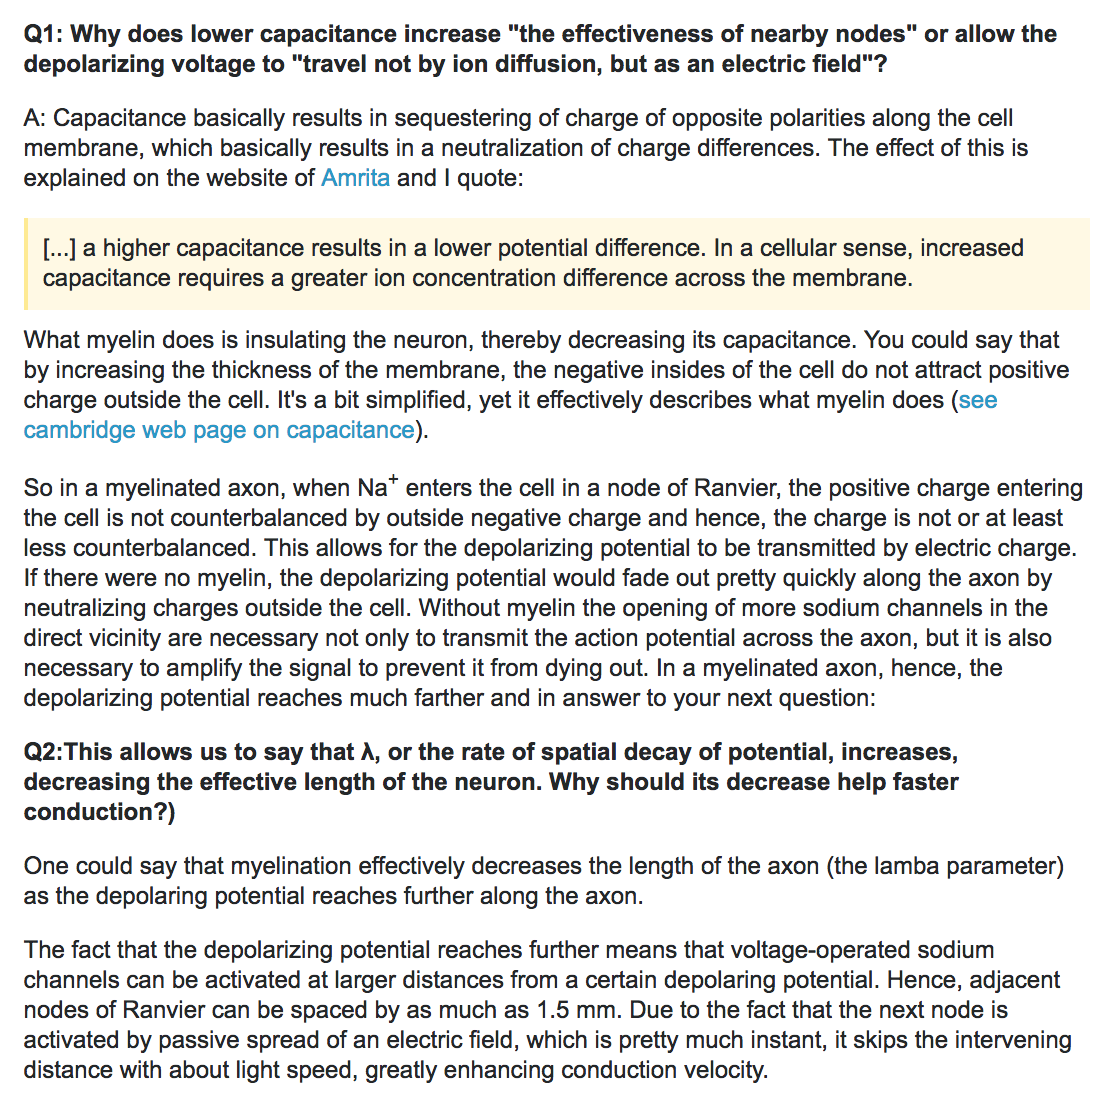 Q1: Why does lower capacitance increase "the effectiveness of nearby nodes" or allow the
depolarizing voltage to "travel not by ion diffusion, but as an electric field"?
A: Capacitance basically results in sequestering of charge of opposite polarities along the cell
membrane, which basically results in a neutralization of charge differences. The effect of this is
explained on the website of Amrita and I quote:
[...] a higher capacitance results in a lower potential difference. In a cellular sense, increased
capacitance requires a greater ion concentration difference across the membrane.
What myelin does is insulating the neuron, thereby decreasing its capacitance. You could say that
by increasing the thickness of the membrane, the negative insides of the cell do not attract positive
charge outside the cell. It's a bit simplified, yet it effectively describes what myelin does (see
cambridge web page on capacitance).
So in a myelinated axon, when Na⁺ enters the cell in a node of Ranvier, the positive charge entering
the cell is not counterbalanced by outside negative charge and hence, the charge is not or at least
less counterbalanced. This allows for the depolarizing potential to be transmitted by electric charge.
If there were no myelin, the depolarizing potential would fade out pretty quickly along the axon by
neutralizing charges outside the cell. Without myelin the opening of more sodium channels in the
direct vicinity are necessary not only to transmit the action potential across the axon, but it is also
necessary to amplify the signal to prevent it from dying out. In a myelinated axon, hence, the
depolarizing potential reaches much farther and in answer to your next question:
Q2:This allows us to say that λ, or the rate of spatial decay of potential, increases,
decreasing the effective length of the neuron. Why should its decrease help faster
conduction?)
One could say that myelination effectively decreases the length of the axon (the lamba parameter)
as the depolaring potential reaches further along the axon.
The fact that the depolarizing potential reaches further means that voltage-operated sodium
channels can be activated at larger distances from a certain depolaring potential. Hence, adjacent
nodes of Ranvier can be spaced by as much as 1.5 mm. Due to the fact that the next node is
activated by passive spread of an electric field, which is pretty much instant, it skips the intervening
distance with about light speed, greatly enhancing conduction velocity.